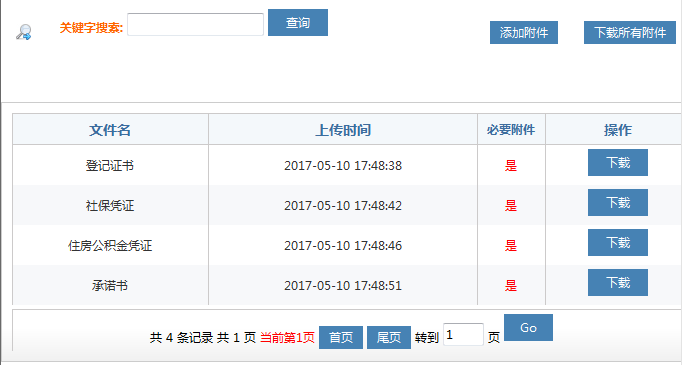 关键字搜索: 查询 添加附件 下载所有附件
文件名 上传时间 必要附件 操作
登记证书 2017-05-10 17:48:38 是 下载
社保凭证 2017-05-10 17:48:42 是 下载
住房公积金凭证 2017-05-10 17:48:46 是 下载
承诺书 2017-05-10 17:48:51 是 下载
共 4 条记录 共 1 页 当前第1页 首页 尾页 转到 1 页 Go